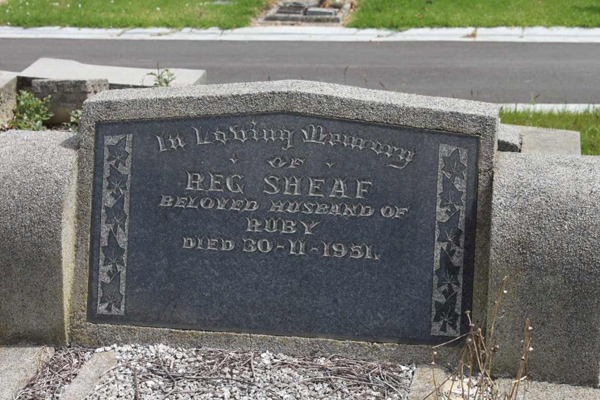 In Loving Memory
· OF ·
REG SHEAF
BELOVED HUSBAND OF
RUBY
DIED 30-11-1951.